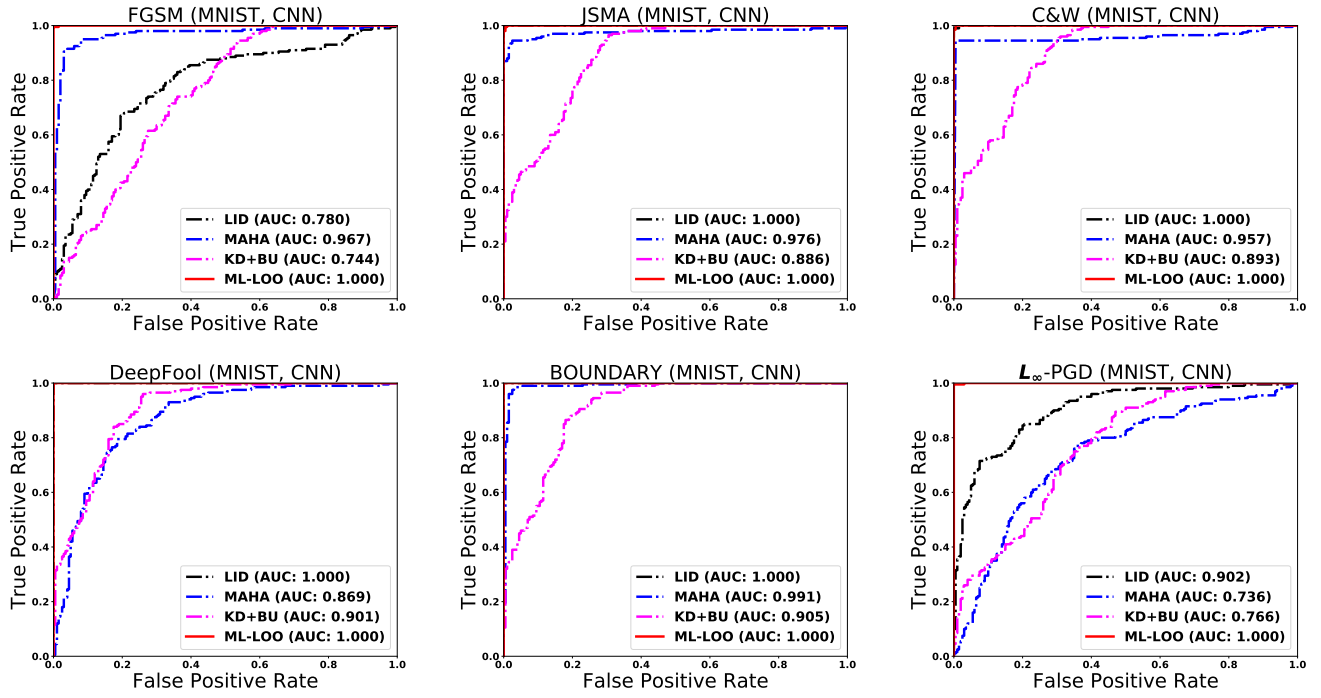 FGSM (MNIST, CNN)
True Positive Rate
1.0
0.8
0.6
0.4
0.2
0.0
LID (AUC: 0.780)
MAHA (AUC: 0.967)
KD+BU (AUC: 0.744)
ML-LOO (AUC: 1.000)
0.0 0.2 0.4 0.6 0.8 1.0
False Positive Rate
JSMA (MNIST, CNN)
True Positive Rate
1.0
0.8
0.6
0.4
0.2
0.0
LID (AUC: 1.000)
MAHA (AUC: 0.976)
KD+BU (AUC: 0.886)
ML-LOO (AUC: 1.000)
0.0 0.2 0.4 0.6 0.8 1.0
False Positive Rate
C&W (MNIST, CNN)
True Positive Rate
1.0
0.8
0.6
0.4
0.2
0.0
LID (AUC: 1.000)
MAHA (AUC: 0.957)
KD+BU (AUC: 0.893)
ML-LOO (AUC: 1.000)
0.0 0.2 0.4 0.6 0.8 1.0
False Positive Rate
DeepFool (MNIST, CNN)
True Positive Rate
1.0
0.8
0.6
0.4
0.2
0.0
LID (AUC: 1.000)
MAHA (AUC: 0.869)
KD+BU (AUC: 0.901)
ML-LOO (AUC: 1.000)
0.0 0.2 0.4 0.6 0.8 1.0
False Positive Rate
BOUNDARY (MNIST, CNN)
True Positive Rate
1.0
0.8
0.6
0.4
0.2
0.0
LID (AUC: 1.000)
MAHA (AUC: 0.991)
KD+BU (AUC: 0.905)
ML-LOO (AUC: 1.000)
0.0 0.2 0.4 0.6 0.8 1.0
False Positive Rate
L∞-PGD (MNIST, CNN)
True Positive Rate
1.0
0.8
0.6
0.4
0.2
0.0
LID (AUC: 0.902)
MAHA (AUC: 0.736)
KD+BU (AUC: 0.766)
ML-LOO (AUC: 1.000)
0.0 0.2 0.4 0.6 0.8 1.0
False Positive Rate